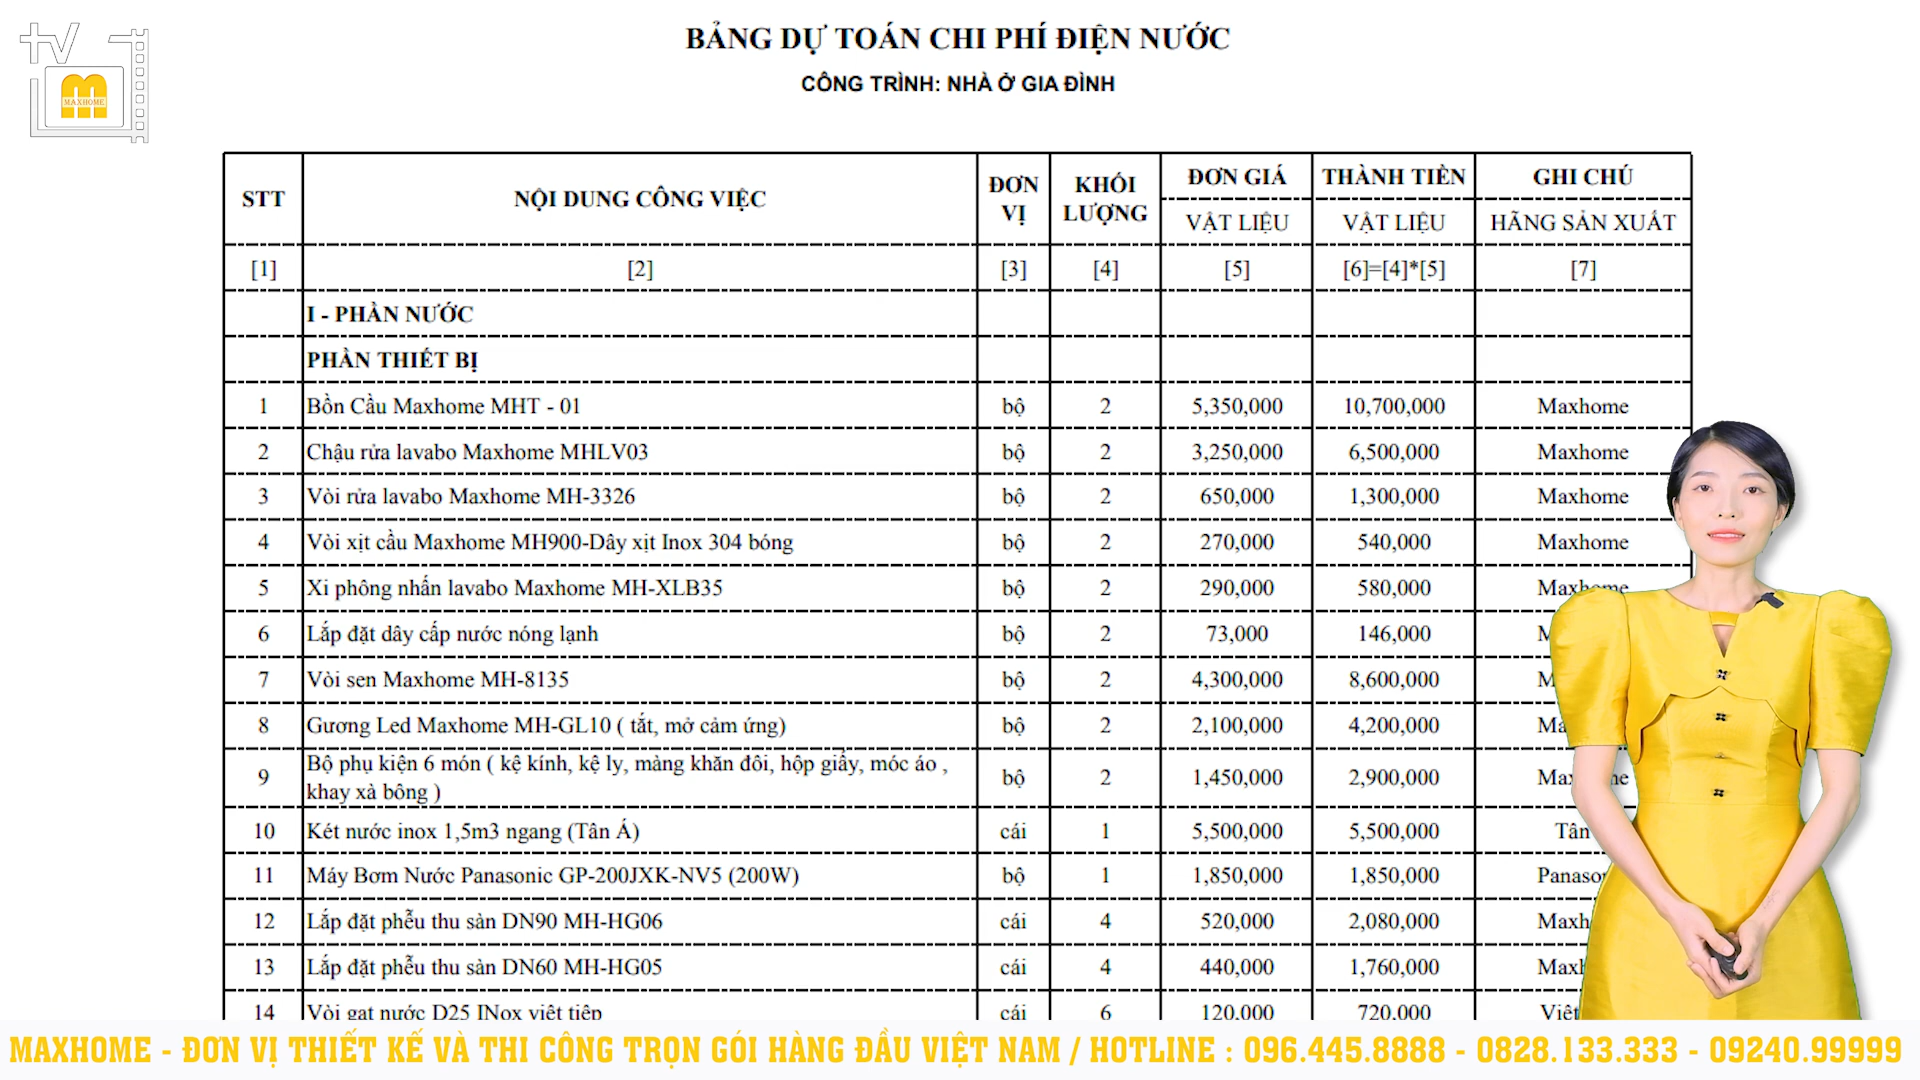 TV
MAXHOME
BẢNG DỰ TOÁN CHI PHÍ ĐIỆN NƯỚC
CÔNG TRÌNH: NHÀ Ở GIA ĐÌNH
STT NỘI DUNG CÔNG VIỆC ĐƠN VỊ KHỐI LƯỢNG ĐƠN GIÁ THÀNH TIỀN GHI CHÚ
VẬT LIỆU VẬT LIỆU HÃNG SẢN XUẤT
[1] [2] [3] [4] [5] [6]=[4]*[5] [7]
I - PHẦN NƯỚC
PHẦN THIẾT BỊ
1 Bồn Cầu Maxhome MHT - 01 bộ 2 5,350,000 10,700,000 Maxhome
2 Chậu rửa lavabo Maxhome MHLV03 bộ 2 3,250,000 6,500,000 Maxhome
3 Vòi rửa lavabo Maxhome MH-3326 bộ 2 650,000 1,300,000 Maxhome
4 Vòi xịt cầu Maxhome MH900-Dây xịt Inox 304 bóng bộ 2 270,000 540,000 Maxhome
5 Xi phông nhấn lavabo Maxhome MH-XLB35 bộ 2 290,000 580,000 Maxhome
6 Lắp đặt dây cấp nước nóng lạnh bộ 2 73,000 146,000
7 Vòi sen Maxhome MH-8135 bộ 2 4,300,000 8,600,000
8 Gương Led Maxhome MH-GL10 ( tắt, mở cảm ứng) bộ 2 2,100,000 4,200,000
9 Bộ phụ kiện 6 món ( kệ kính, kệ ly, màng khăn đôi, hộp giấy, móc áo ,
khay xà bông ) bộ 2 1,450,000 2,900,000
10 Két nước inox 1,5m3 ngang (Tân Á) cái 1 5,500,000 5,500,000 Tân
11 Máy Bơm Nước Panasonic GP-200JXK-NV5 (200W) bộ 1 1,850,000 1,850,000
12 Lắp đặt phễu thu sàn DN90 MH-HG06 cái 4 520,000 2,080,000
13 Lắp đặt phễu thu sàn DN60 MH-HG05 cái 4 440,000 1,760,000
14 Vòi gạt nước D25 INox việt tiệp cái 6 120,000 720,000
MAXHOME - ĐƠN VỊ THIẾT KẾ VÀ THI CÔNG TRỌN GÓI HÀNG ĐẦU VIỆT NAM / HOTLINE : 096.445.8888 - 0828.133.333 - 09240.99999